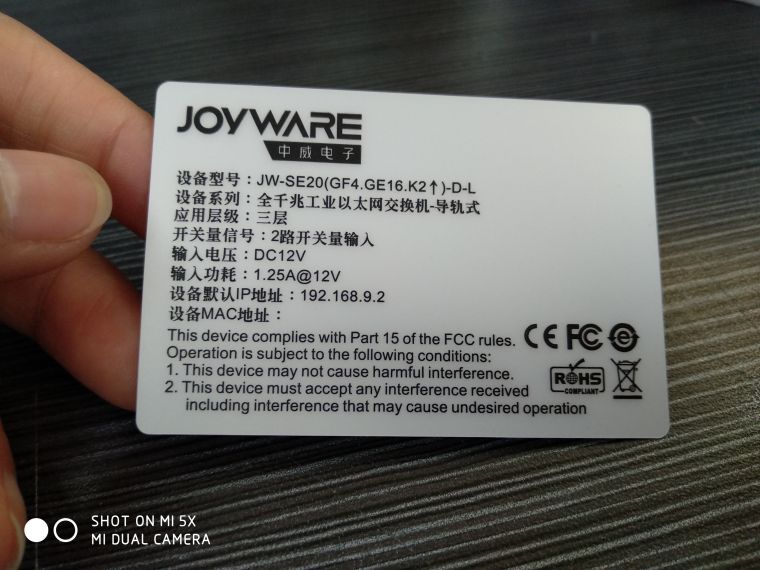 JOYWARE
中威电子
设备型号：JW-SE20(GF4.GE16.K2↑)-D-L
设备系列：全千兆工业以太网交换机-导轨式
应用层级：三层
开关量信号：2路开关量输入
输入电压：DC12V
输入功耗：1.25A@12V
设备默认IP地址：192.168.9.2
设备MAC地址：
This device complies with Part 15 of the FCC rules.
Operation is subject to the following conditions:
1. This device may not cause harmful interference.
2. This device must accept any interference received
including interference that may cause undesired operation
CE FC e
RoHS
COMPLIANT
SHOT ON MI 5X
MI DUAL CAMERA